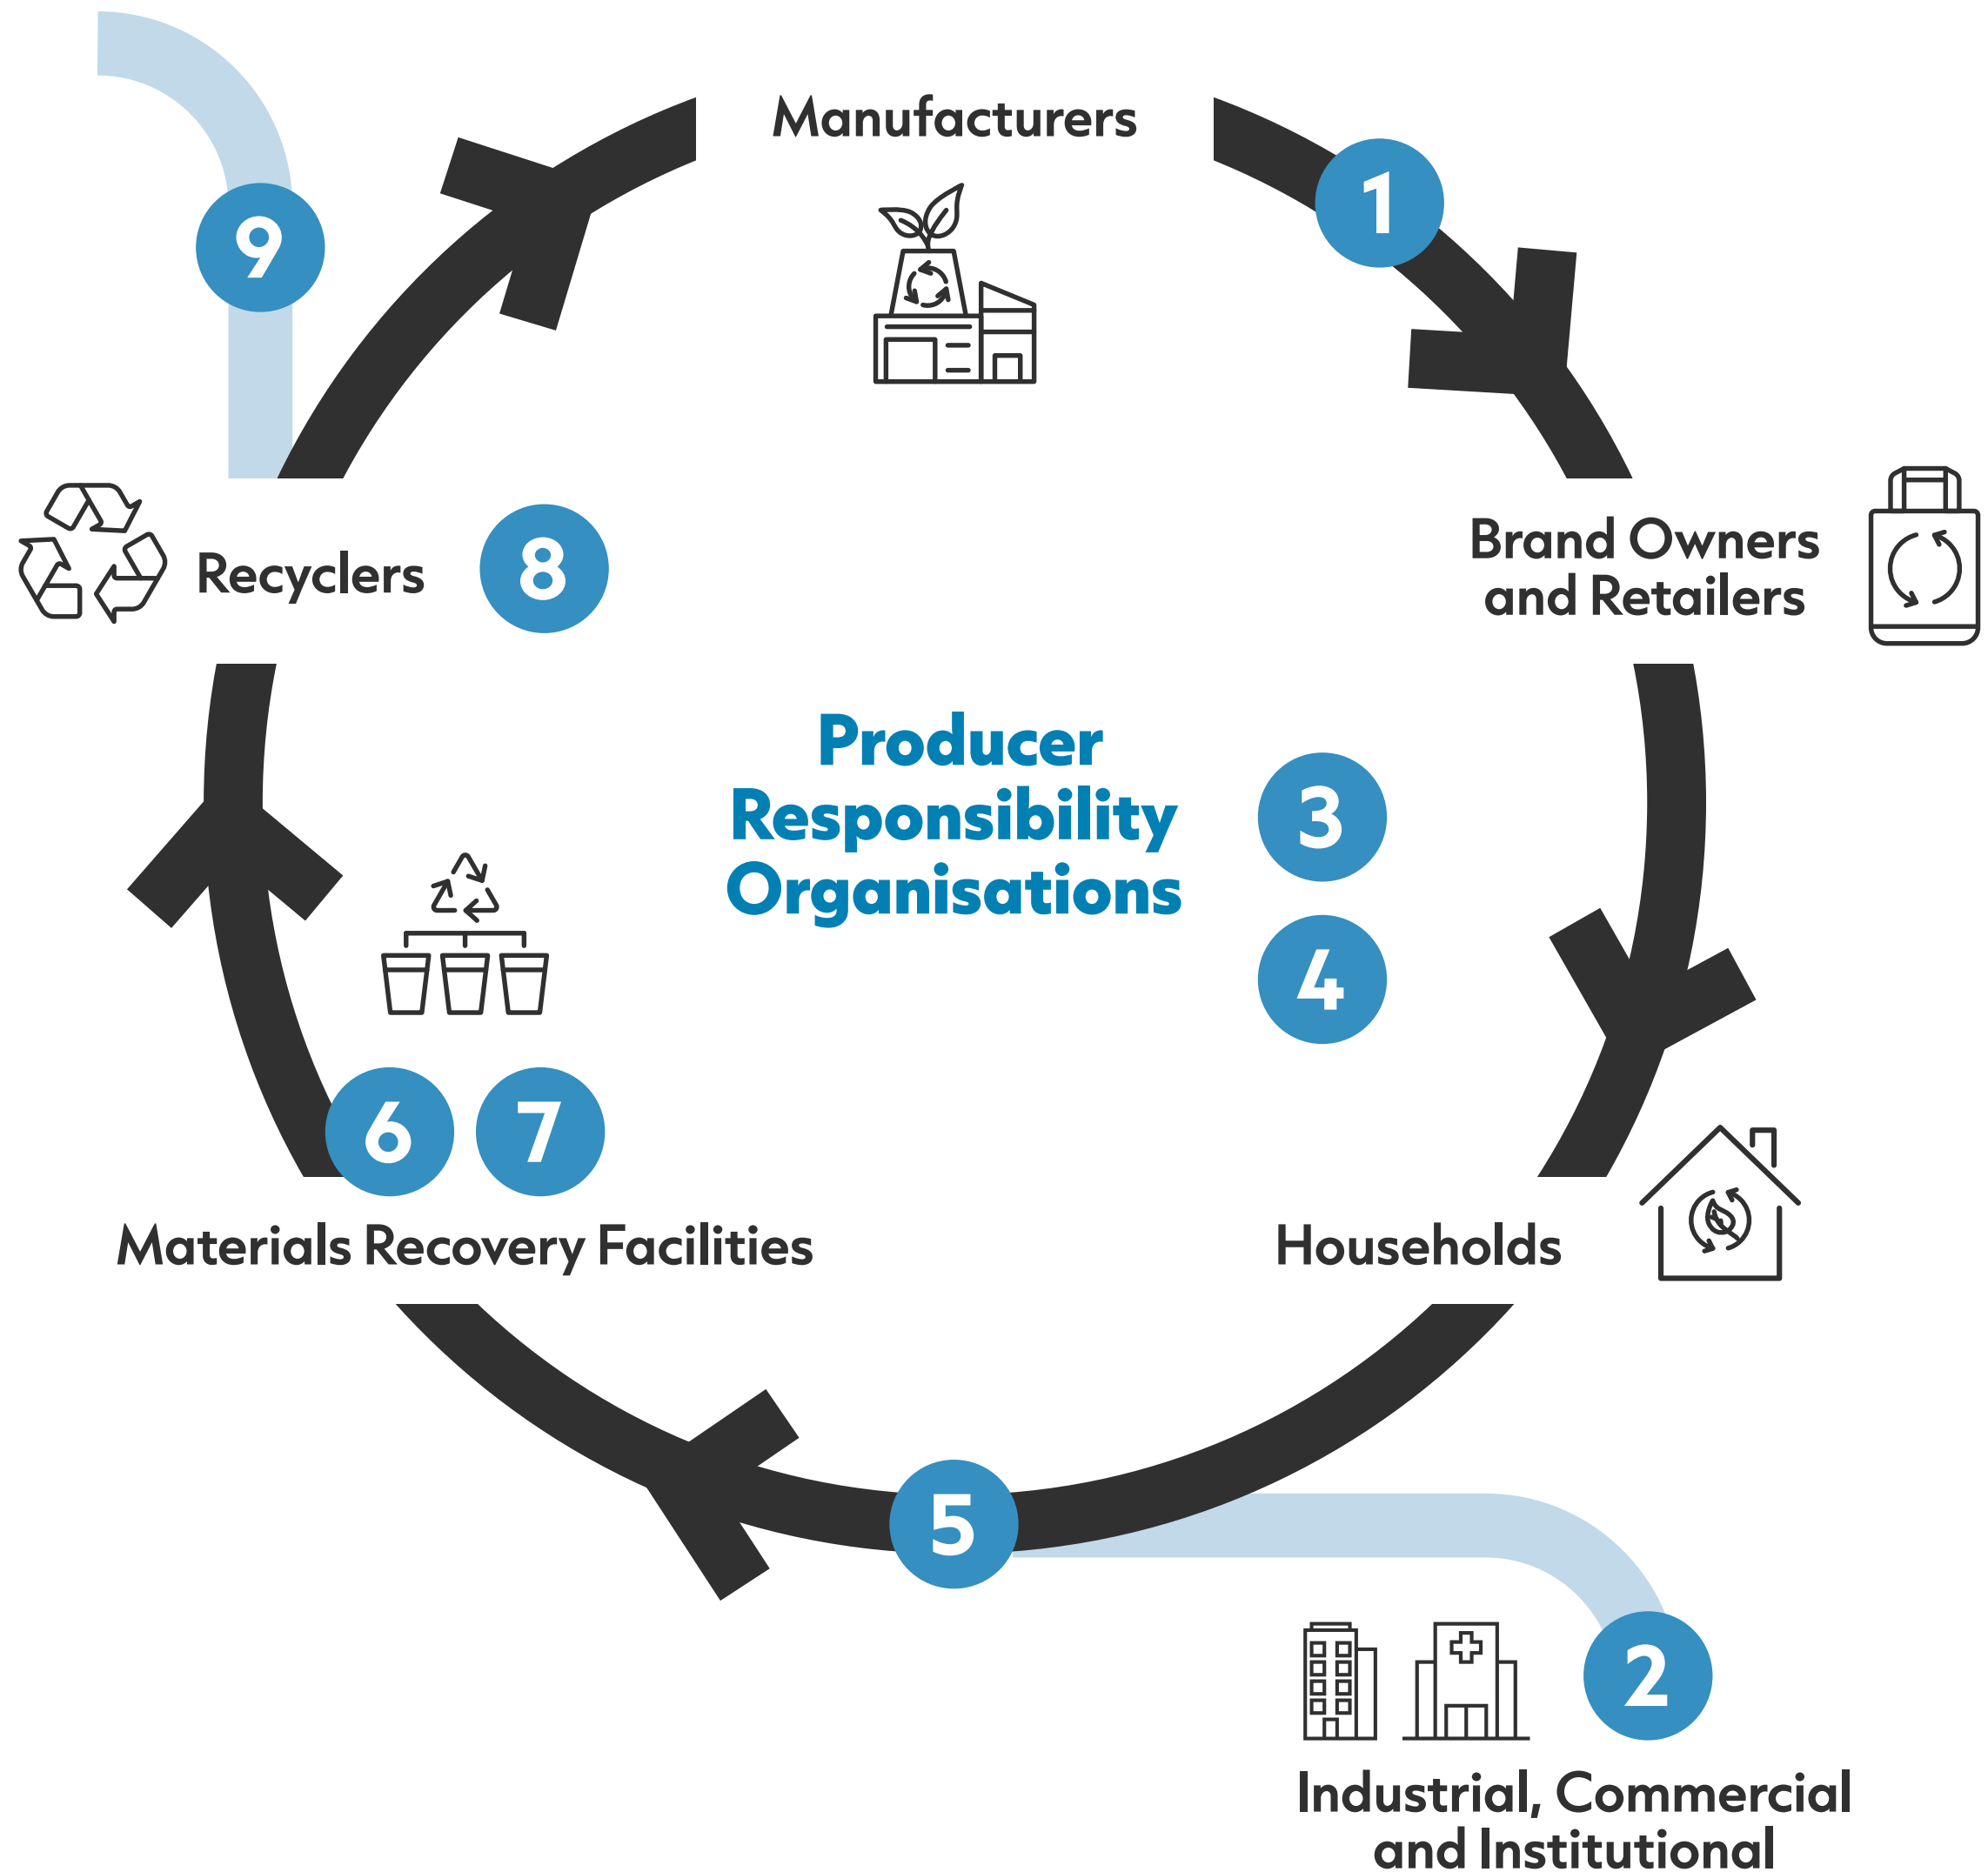 Manufacturers
1
9
Brand Owners
and Retailers
Recyclers
8
Producer
Responsibility
Organisations
3
4
6
7
Materials Recovery Facilities
Households
5
2
Industrial, Commercial
and Institutional